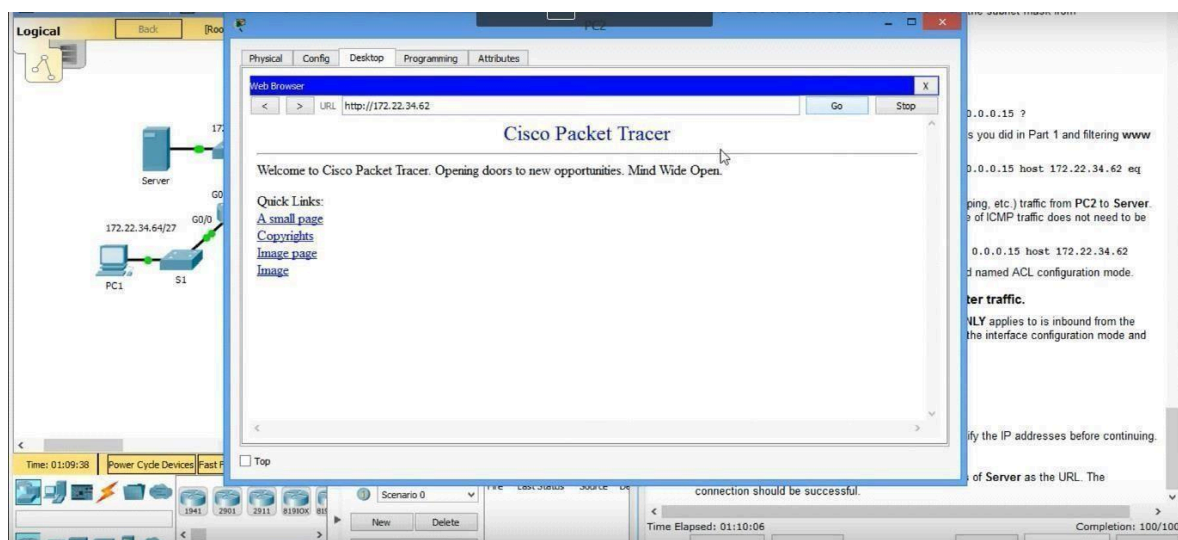 PC2
Logical
Back
[Roo
Physical
Config
Desktop
Programming
Attributes
Web Browser
X
<
>
URL
http://172.22.34.62
Go
Stop
Cisco Packet Tracer
Welcome to Cisco Packet Tracer. Opening doors to new opportunities. Mind Wide Open.
Quick Links:
A small page
Copyrights
Image page
Image
Top
17
Server
G0
G0/0
172.22.34.64/27
PC1
S1
the subnet mask from
0.0.0.15 ?
s you did in Part 1 and filtering www
0.0.0.15 host 172.22.34.62 eq
ping, etc.) traffic from PC2 to Server.
e of ICMP traffic does not need to be
0.0.0.15 host 172.22.34.62
d named ACL configuration mode.
ter traffic.
NLY applies to is inbound from the
the interface configuration mode and
ify the IP addresses before continuing.
of Server as the URL. The
connection should be successful.
Time: 01:09:38
Power Cycle Devices
Fast F
1941
2901
2911
819IOX
Scenario 0
New
Delete
Fire
Last Status
Source
De
Time Elapsed: 01:10:06
Completion: 100/100